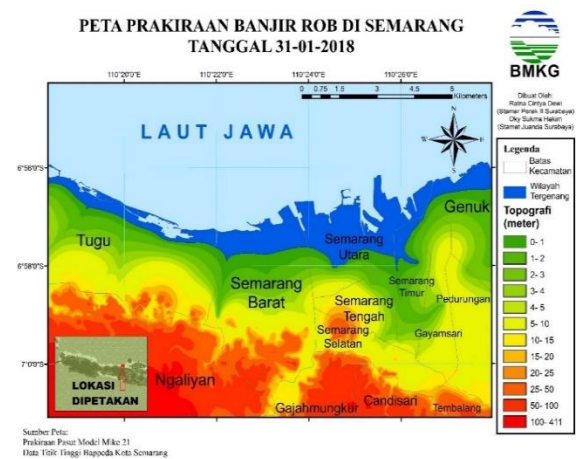 PETA PRAKIRAAN BANJIR ROB DI SEMARANG
TANGGAL 31-01-2018
BMKG
Dibuat Oleh:
Ratna Cintya Dewi
(Stamar Perak II Surabaya)
Oky Sukma Hakim
(Stamet Juanda Surabaya)
110°20'0"E 110°22'0"E 110°24'0"E 110°26'0"E
0 0.75 1.5 3 4.5 6
Kilometers
N
W E
S
LAUT JAWA
6°56'0"S
6°58'0"S
7°0'0"S
Genuk
Tugu
Semarang
Utara
Semarang
Barat
Semarang
Timur
Semarang
Tengah
Pedurungan
Semarang
Selatan
Gayamsari
Ngaliyan
Gajahmungkur
Candisari
Tembalang
LOKASI
DIPETAKAN
Legenda
Batas
Kecamatan
Wilayah
Tergenang
Topografi
(meter)
0- 1
1- 2
2- 3
3- 4
4- 5
5- 10
10- 15
15- 20
20- 25
25- 50
50- 100
100- 411
Sumber Peta:
Prakiraan Pasut Model Mike 21
Data Titik Tinggi Bappeda Kota Semarang